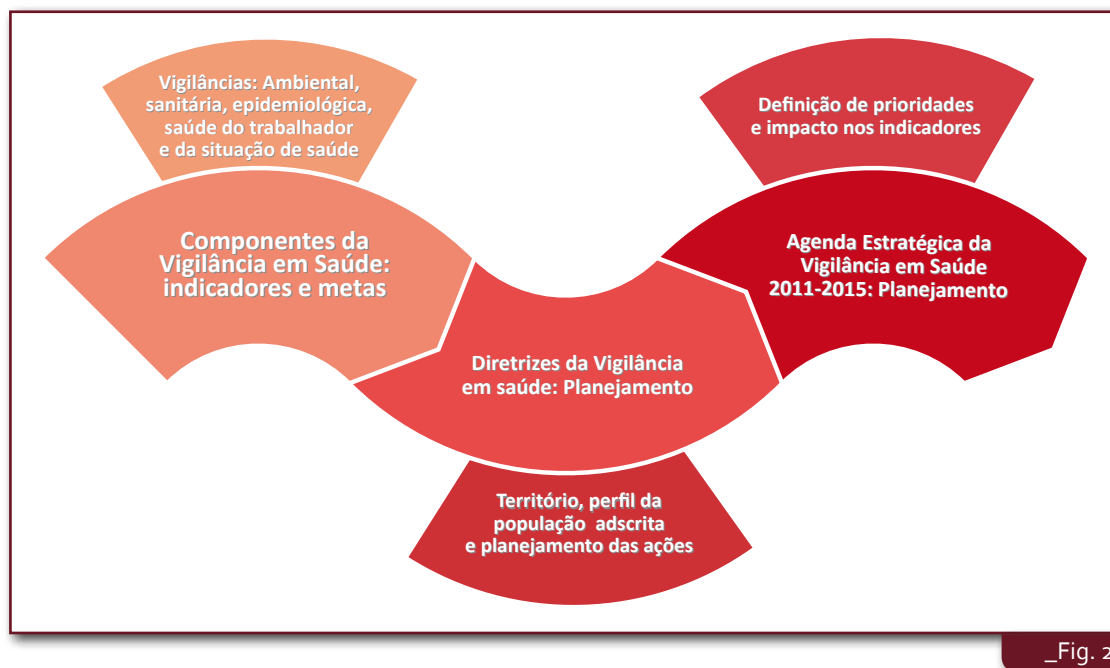 Vigilâncias: Ambiental,
sanitária, epidemiológica,
saúde do trabalhador
e da situação de saúde
Componentes da
Vigilância em Saúde:
indicadores e metas
Diretrizes da Vigilância
em saúde: Planejamento
Território, perfil da
população adscrita
e planejamento das ações
Definição de prioridades
e impacto nos indicadores
Agenda Estratégica da
Vigilância em Saúde
2011-2015: Planejamento
_Fig. 2